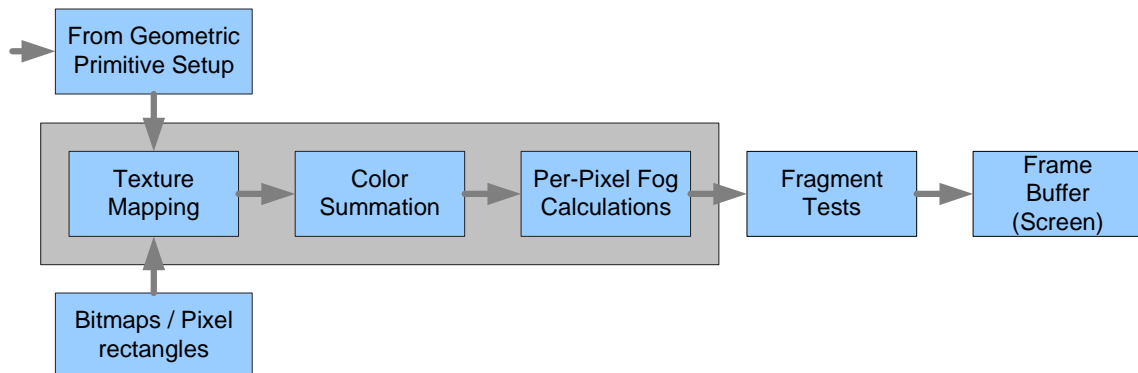 From Geometric
Primitive Setup
Texture
Mapping
Color
Summation
Per-Pixel Fog
Calculations
Fragment
Tests
Frame
Buffer
(Screen)
Bitmaps / Pixel
rectangles